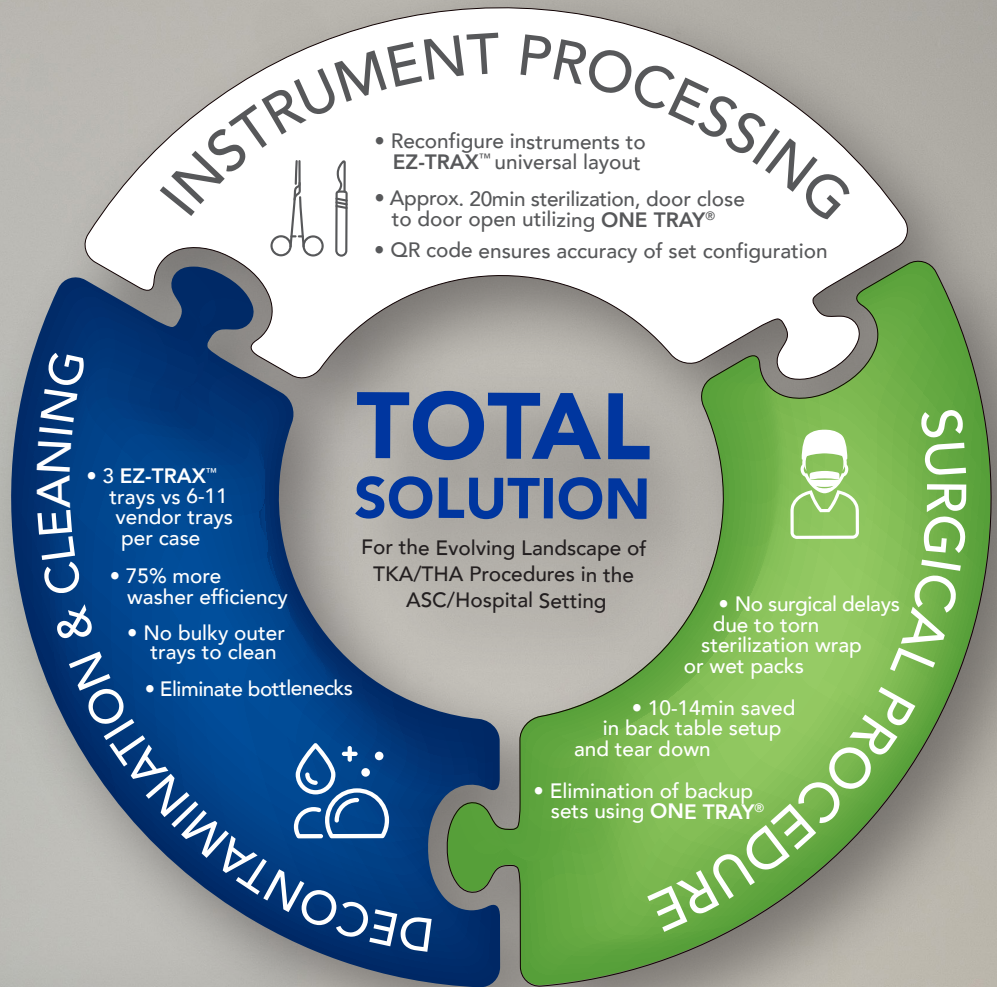 INSTRUMENT PROCESSING
• Reconfigure instruments to
EZ-TRAX™ universal layout
• Approx. 20min sterilization, door close
to door open utilizing ONE TRAY®
• QR code ensures accuracy of set configuration
TOTAL
SOLUTION
For the Evolving Landscape of
TKA/THA Procedures in the
ASC/Hospital Setting
SURGICAL PROCEDURE
• No surgical delays
due to torn
sterilization wrap
or wet packs
• 10-14min saved
in back table setup
and tear down
• Elimination of backup
sets using ONE TRAY®
DECONTAMINATION & CLEANING
• 3 EZ-TRAX™
trays vs 6-11
vendor trays
per case
• 75% more
washer efficiency
• No bulky outer
trays to clean
• Eliminate bottlenecks